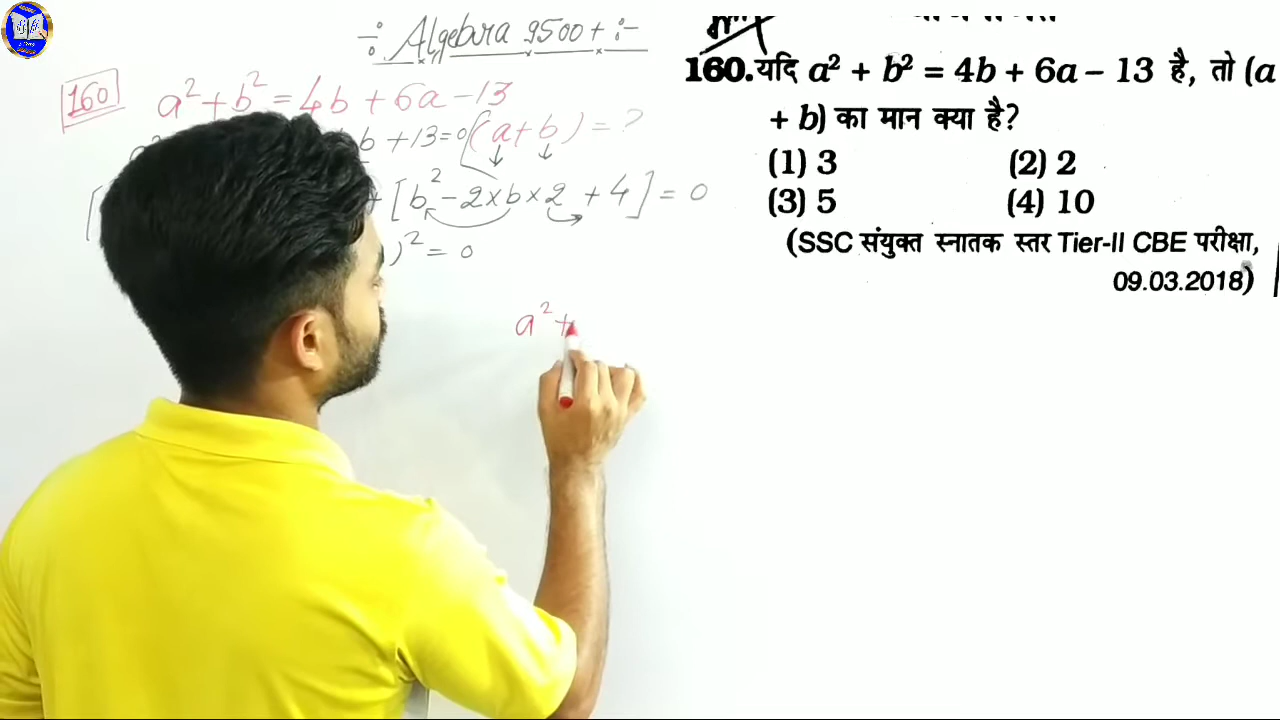 ÷ Algebra 9500+ :-
160 a² + b² = 4b + 6a - 13
b + 13 = 0 (a + b) = ?
+ [b² - 2 × b × 2 + 4] = 0
)² = 0
a² +
160. यदि a² + b² = 4b + 6a – 13 है, तो (a
+ b) का मान क्या है?
(1) 3 (2) 2
(3) 5 (4) 10
(SSC संयुक्त स्नातक स्तर Tier-II CBE परीक्षा,
09.03.2018)